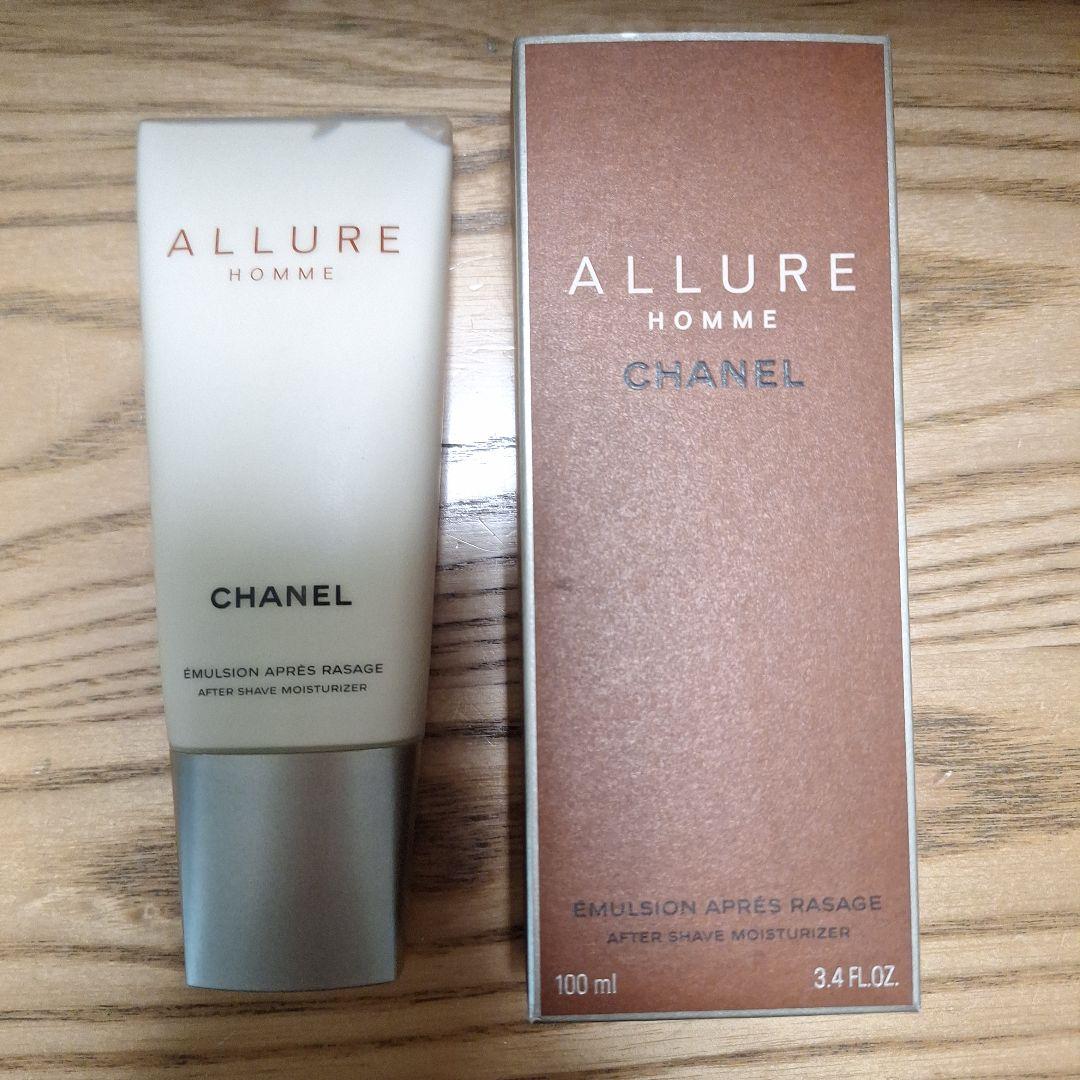 ALLURE
HOMME
CHANEL
ÉMULSION APRÈS RASAGE
AFTER SHAVE MOISTURIZER
ALLURE
HOMME
CHANEL
ÉMULSION APRÈS RASAGE
AFTER SHAVE MOISTURIZER
100 ml 3.4 FL.OZ.